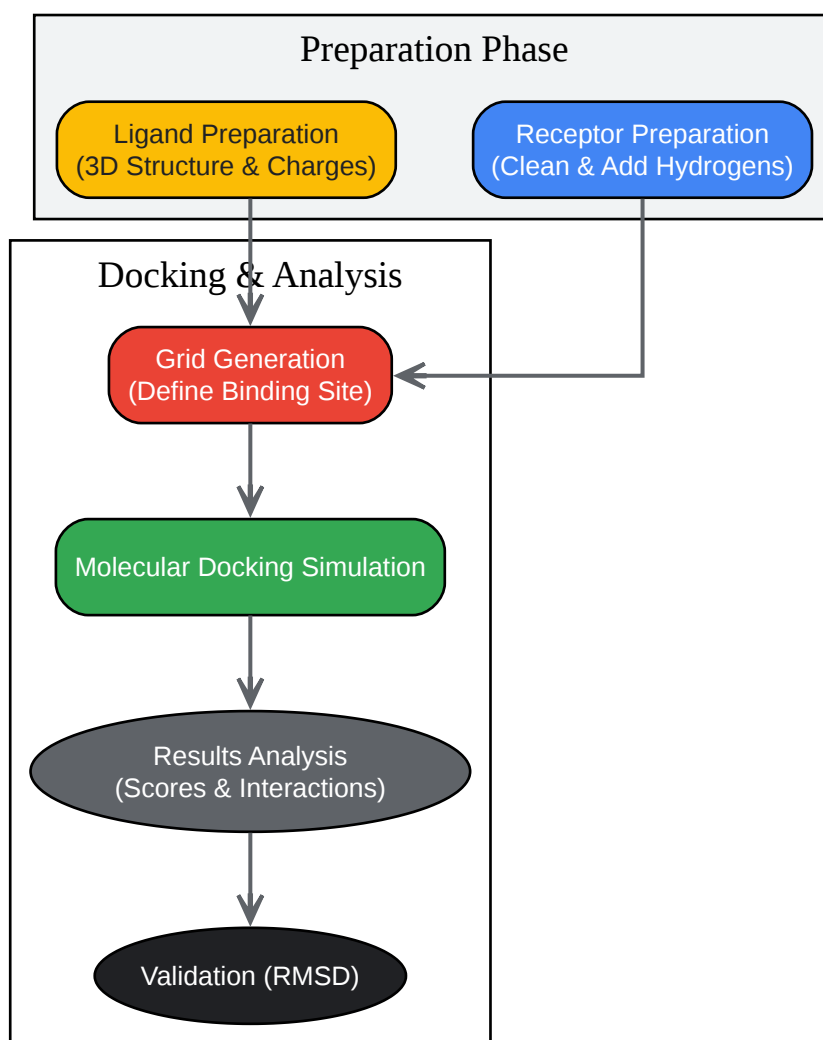 Preparation Phase
Ligand Preparation
(3D Structure & Charges)
Receptor Preparation
(Clean & Add Hydrogens)
Docking & Analysis
Grid Generation
(Define Binding Site)
Molecular Docking Simulation
Results Analysis
(Scores & Interactions)
Validation (RMSD)